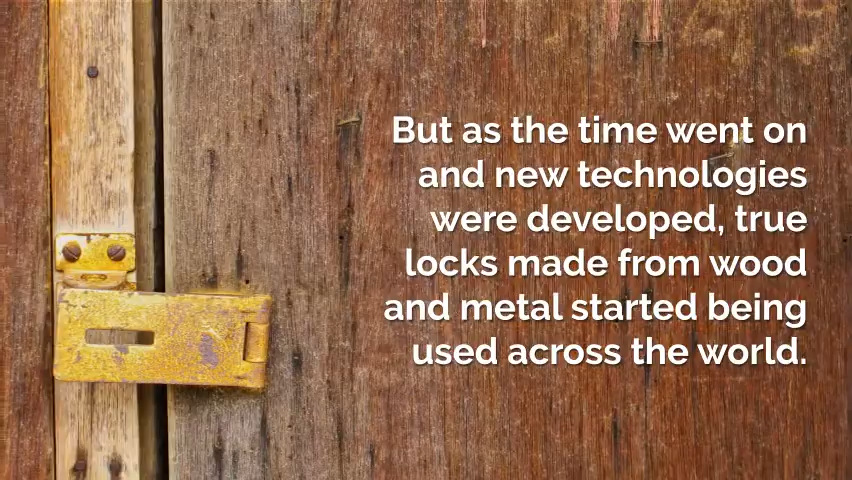 But as the time went on
and new technologies
were developed, true
locks made from wood
and metal started being
used across the world.